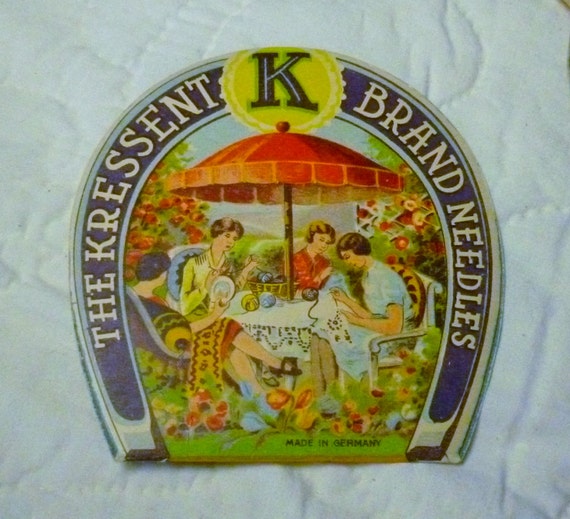 THE KRESSENT K BRAND NEEDLES
MADE IN GERMANY